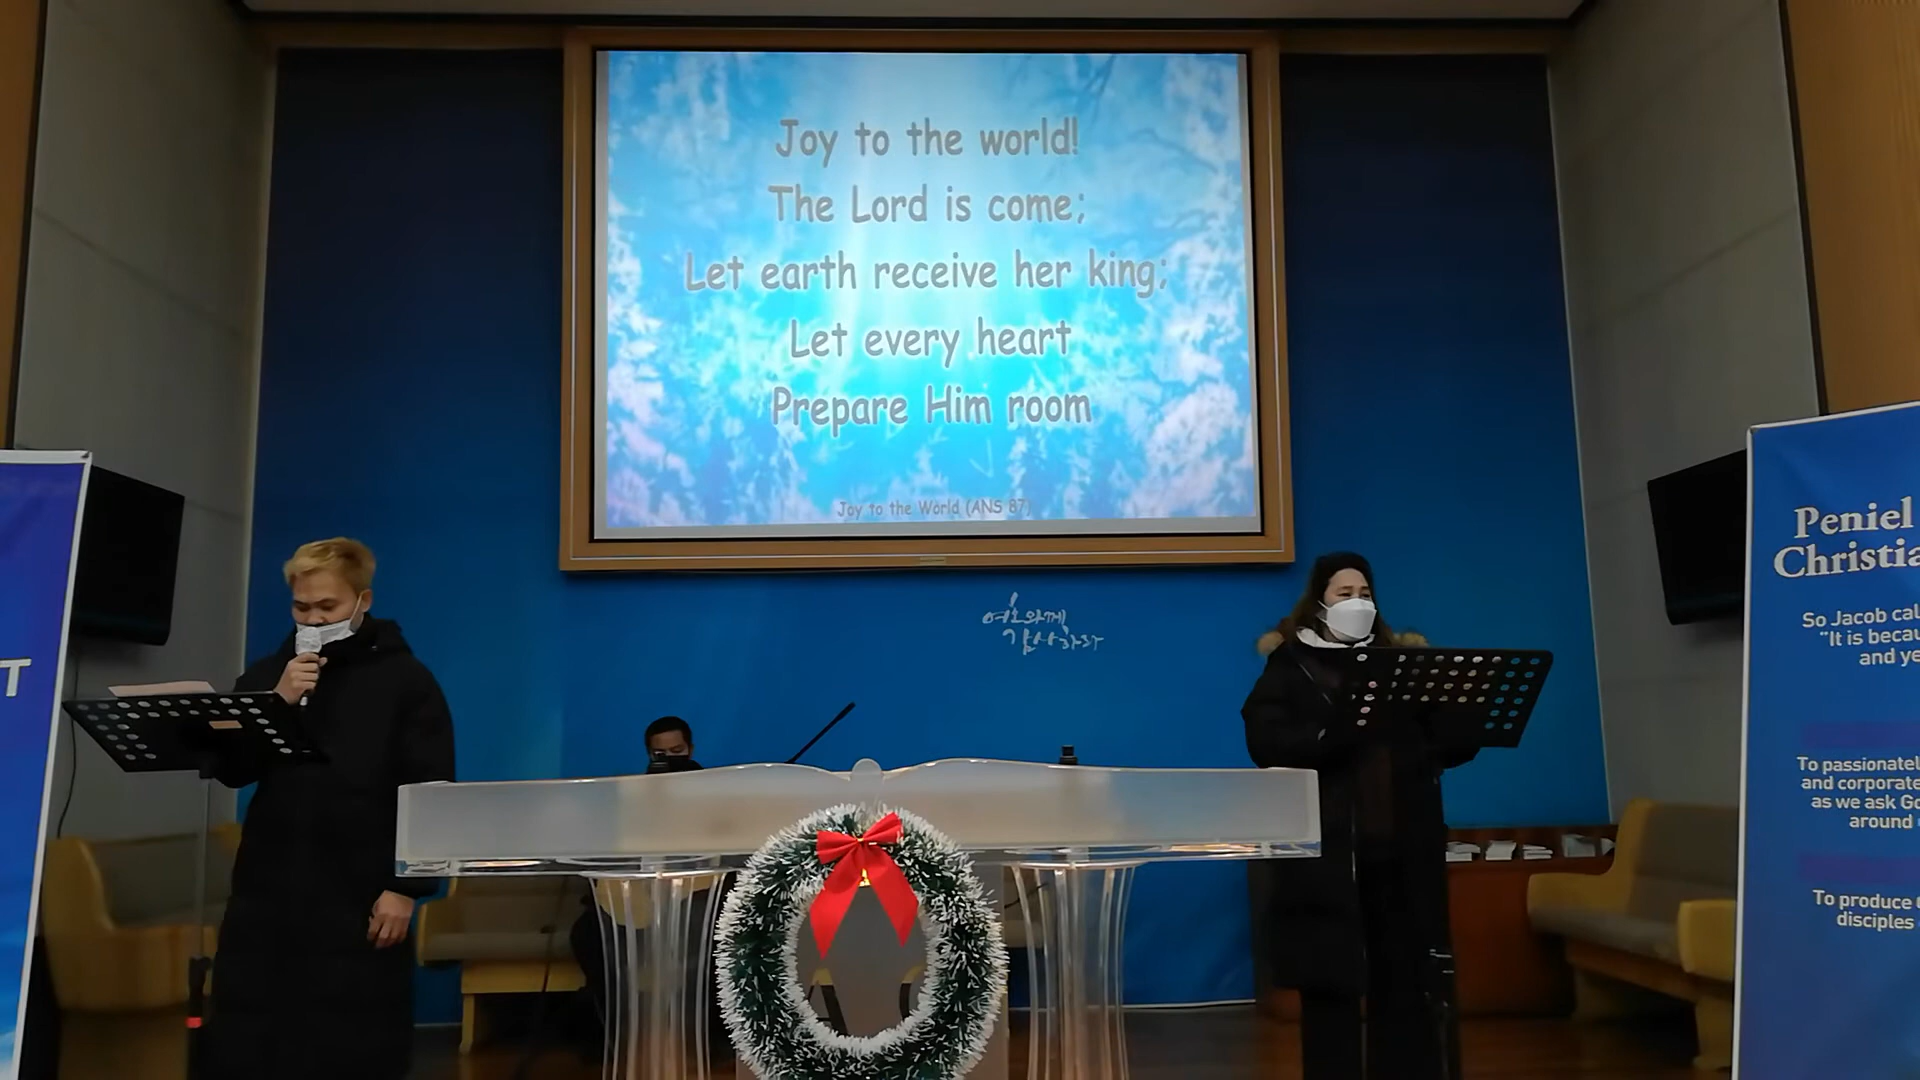 Joy to the world!
The Lord is come;
Let earth receive her king;
Let every heart
Prepare Him room
Joy to the World (ANS 87)
여호와께
감사하라
T
Peniel
Christia
So Jacob cal
"It is becau
and ye
To passionatel
and corporate
as we ask Go
around
To produce
disciples